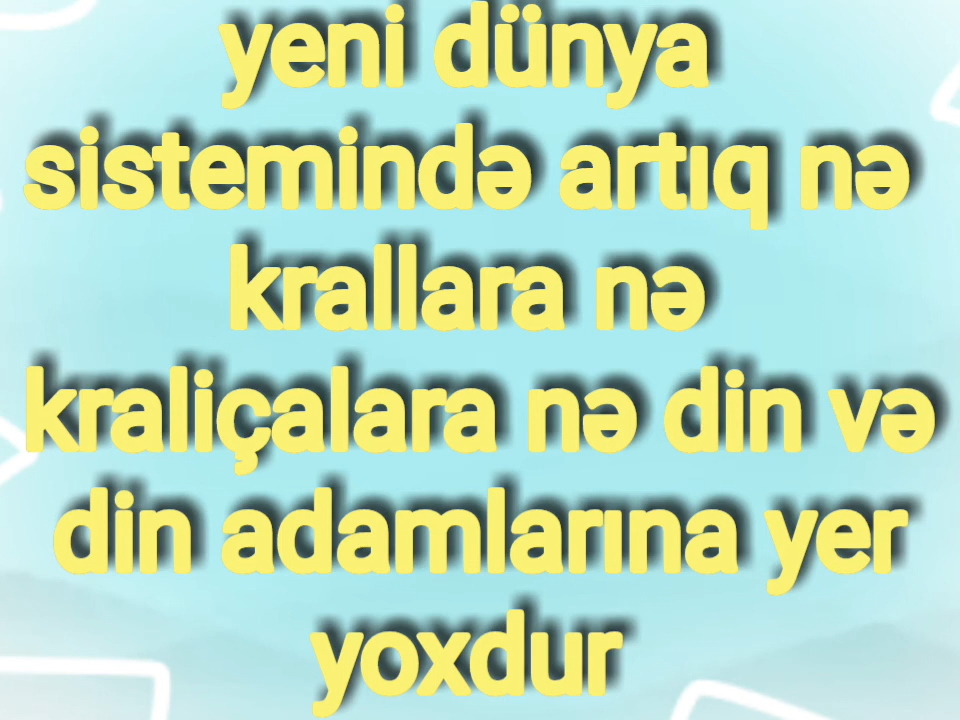 yeni dünya
sistemində artıq nə
krallara nə
kraliçalara nə din və
din adamlarına yer
yoxdur